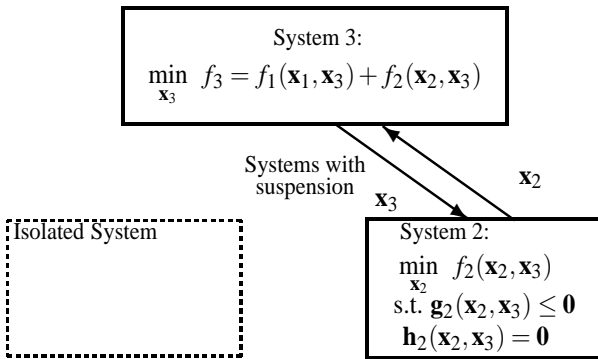 System 3:
min f₃ = f₁(x₁,x₃) + f₂(x₂,x₃)
x₃
Systems with
suspension
x₃
x₂
Isolated System
System 2:
min f₂(x₂,x₃)
x₂
s.t. g₂(x₂,x₃) ≤ 0
h₂(x₂,x₃) = 0